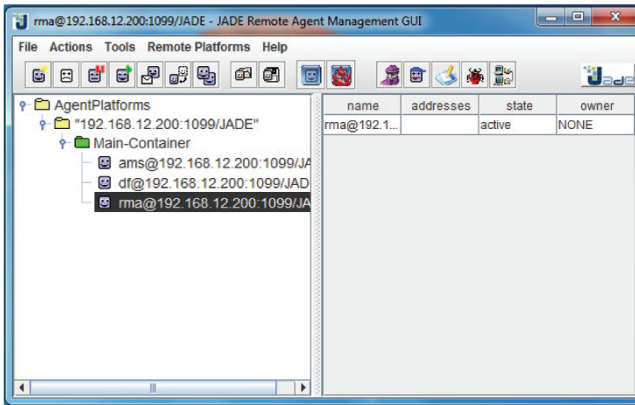 rma@192.168.12.200:1099/JADE - JADE Remote Agent Management GUI
File Actions Tools Remote Platforms Help
Jade
AgentPlatforms
"192.168.12.200:1099/JADE"
Main-Container
ams@192.168.12.200:1099/JA
df@192.168.12.200:1099/JAD
rma@192.168.12.200:1099/JA
name addresses state owner
rma@192.1... active NONE